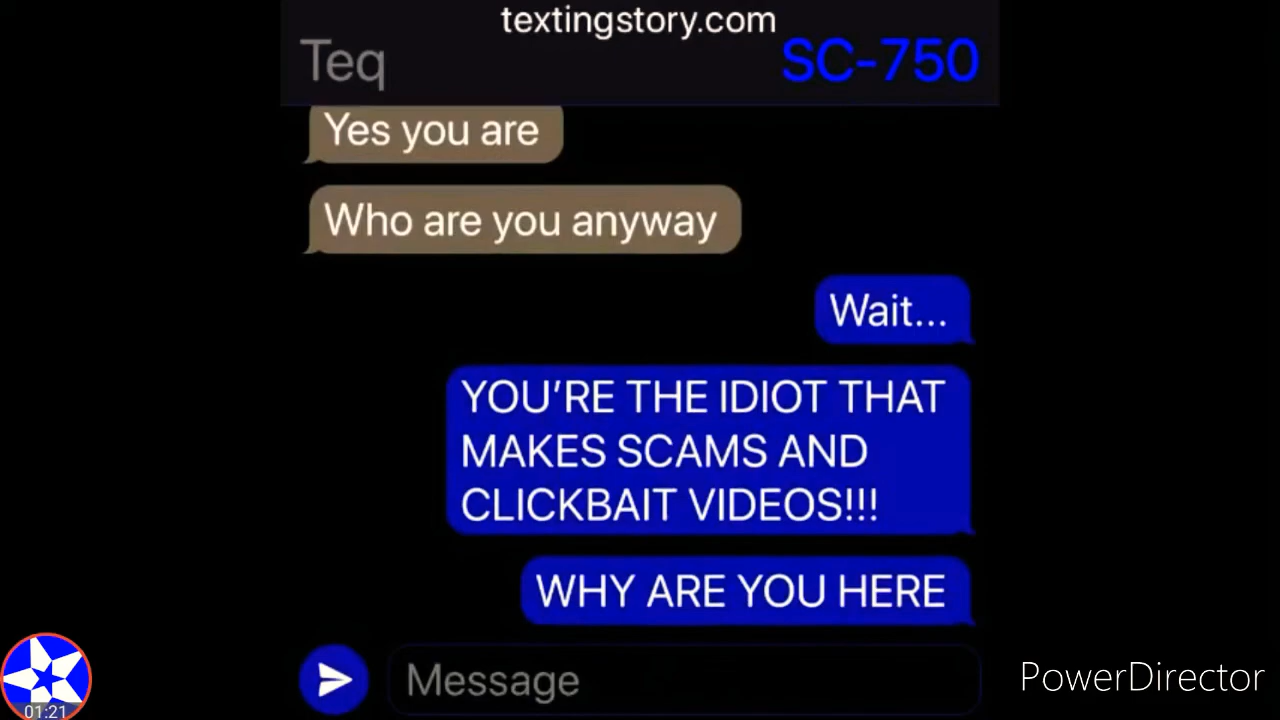 textingstory.com
Teq
SC-750
Yes you are
Who are you anyway
Wait...
YOU’RE THE IDIOT THAT
MAKES SCAMS AND
CLICKBAIT VIDEOS!!!
WHY ARE YOU HERE
Message
01:21
PowerDirector